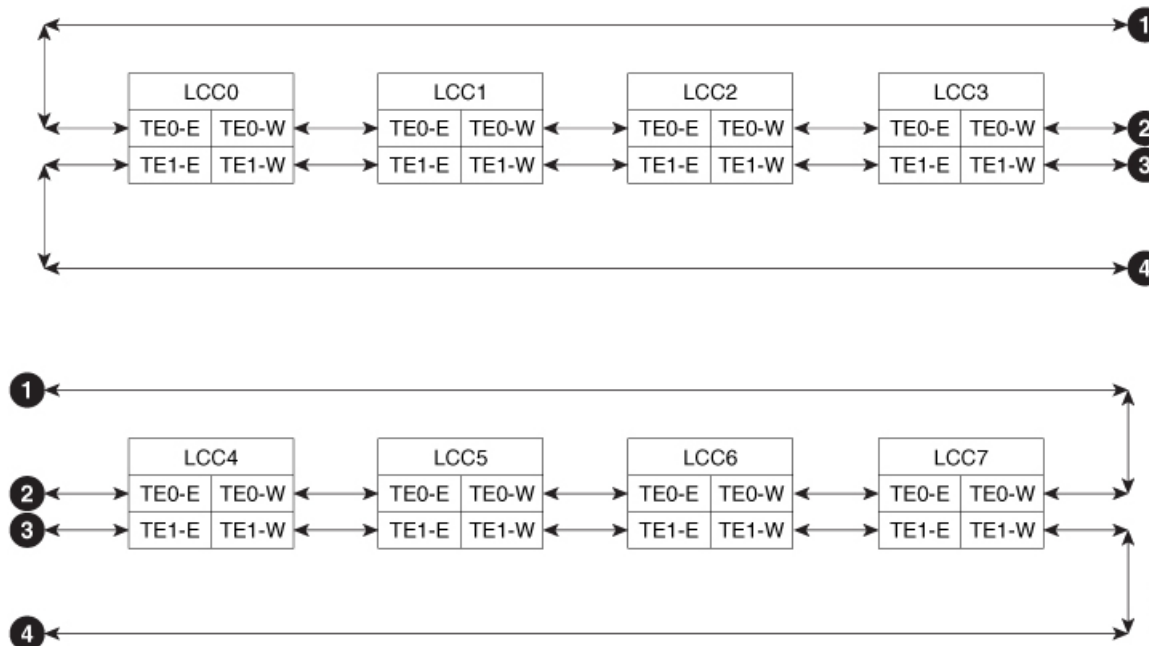 1
LCC0 LCC1 LCC2 LCC3
TE0-E TE0-W TE0-E TE0-W TE0-E TE0-W TE0-E TE0-W 2
TE1-E TE1-W TE1-E TE1-W TE1-E TE1-W TE1-E TE1-W 3
4
1
LCC4 LCC5 LCC6 LCC7
2 TE0-E TE0-W TE0-E TE0-W TE0-E TE0-W TE0-E TE0-W
3 TE1-E TE1-W TE1-E TE1-W TE1-E TE1-W TE1-E TE1-W
4